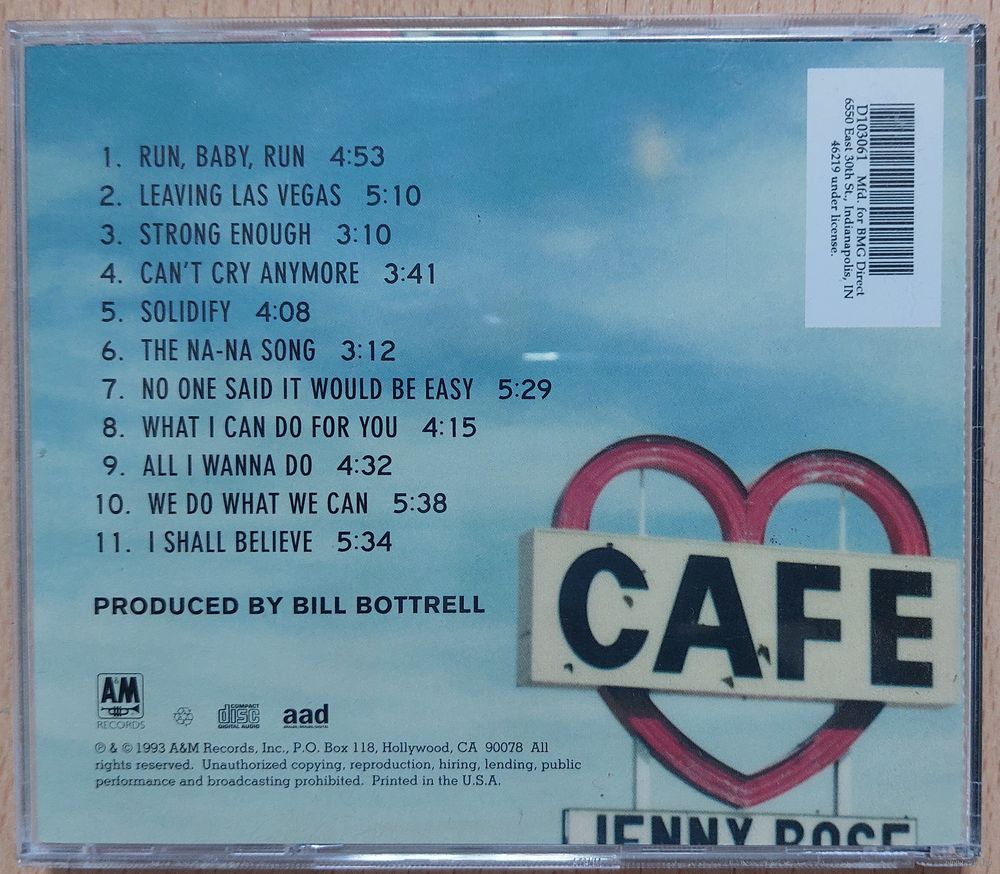 1. RUN, BABY, RUN 4:53
2. LEAVING LAS VEGAS 5:10
3. STRONG ENOUGH 3:10
4. CAN'T CRY ANYMORE 3:41
5. SOLIDIFY 4:08
6. THE NA-NA SONG 3:12
7. NO ONE SAID IT WOULD BE EASY 5:29
8. WHAT I CAN DO FOR YOU 4:15
9. ALL I WANNA DO 4:32
10. WE DO WHAT WE CAN 5:38
11. I SHALL BELIEVE 5:34
PRODUCED BY BILL BOTTRELL
A&M
RECORDS
COMPACT
disc
DIGITAL AUDIO
aad
℗ & © 1993 A&M Records, Inc., P.O. Box 118, Hollywood, CA 90078 All
rights reserved. Unauthorized copying, reproduction, hiring, lending, public
performance and broadcasting prohibited. Printed in the U.S.A.
D103061 Mfd. for BMG Direct
6550 East 30th St., Indianapolis, IN
46219 under license.
CAFE
JENNY ROSE